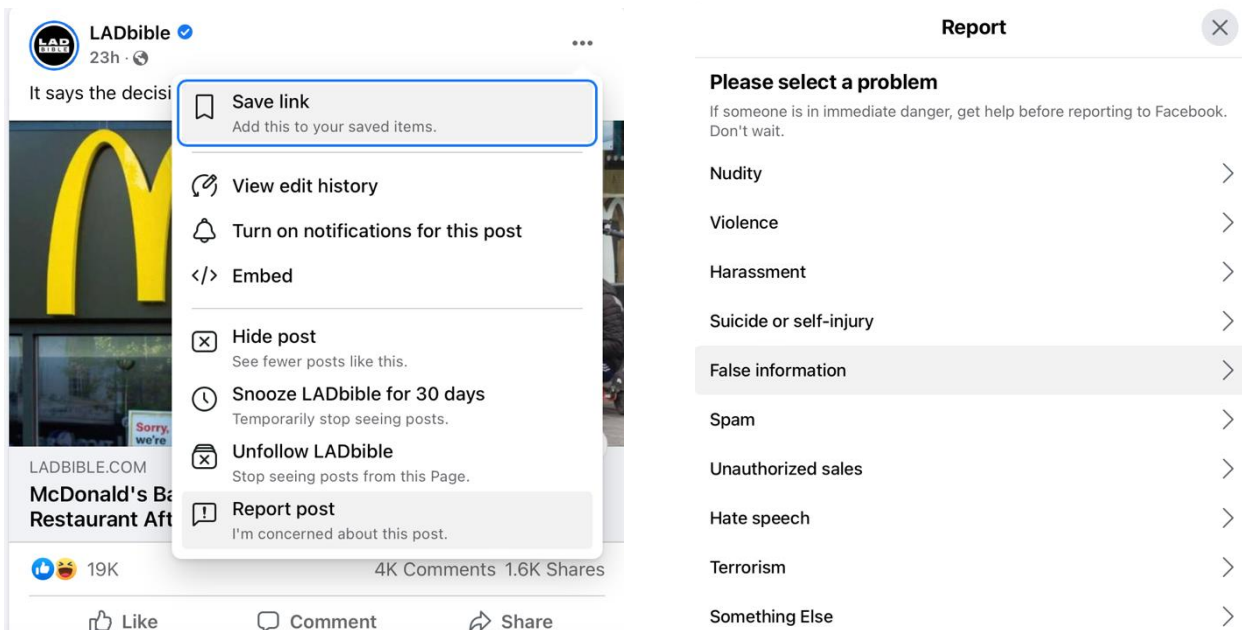 LADbible
23h
It says the decisi
Save link
Add this to your saved items.
View edit history
Turn on notifications for this post
</> Embed
Hide post
See fewer posts like this.
Snooze LADbible for 30 days
Temporarily stop seeing posts.
Unfollow LADbible
Stop seeing posts from this Page.
Report post
I'm concerned about this post.
LAD
BIBLE
Sorry,
we're
LADBIBLE.COM
McDonald's Ba
Restaurant Aft
19K
4K Comments 1.6K Shares
Like Comment Share
Report
Please select a problem
If someone is in immediate danger, get help before reporting to Facebook.
Don't wait.
Nudity
Violence
Harassment
Suicide or self-injury
False information
Spam
Unauthorized sales
Hate speech
Terrorism
Something Else